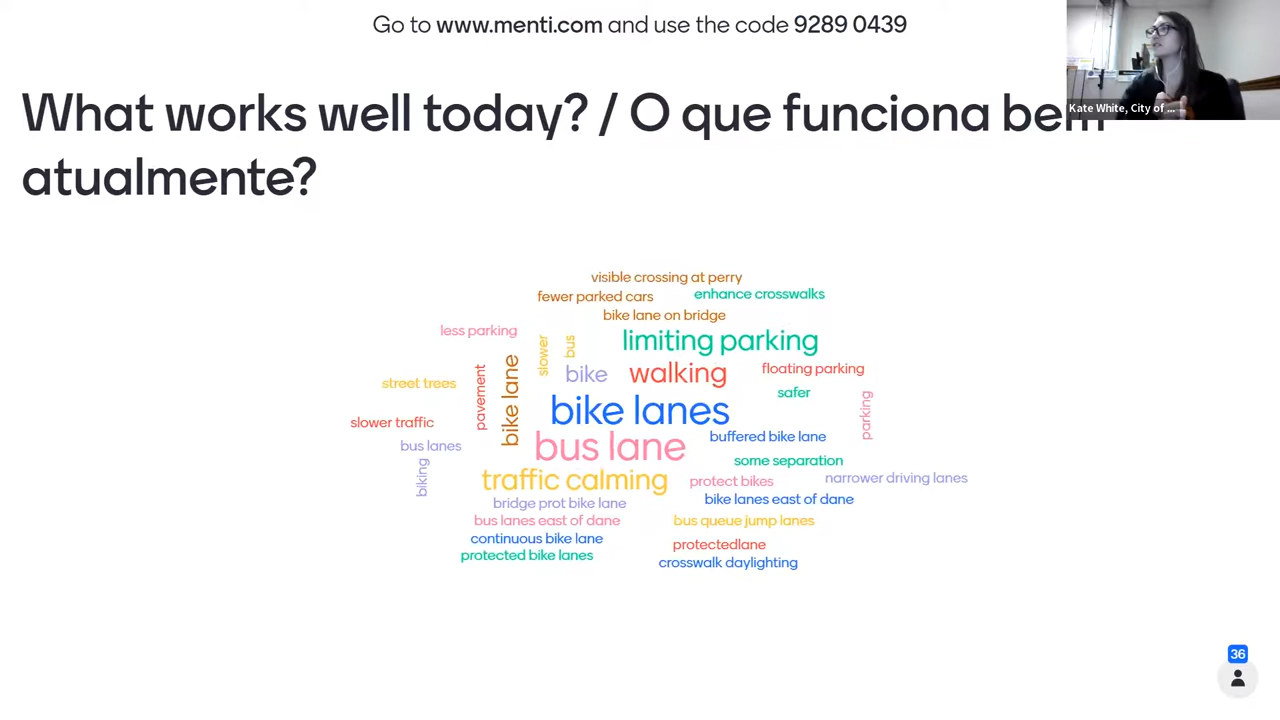 Go to www.menti.com and use the code 9289 0439
Kate White, City of ...
What works well today? / O que funciona bem
atualmente?
visible crossing at perry
fewer parked cars
enhance crosswalks
bike lane on bridge
less parking
slower
bus
limiting parking
street trees
pavement
bike lane
bike
walking
floating parking
safer
parking
slower traffic
bike lanes
bus lanes
bus lane
buffered bike lane
biking
some separation
traffic calming
protect bikes
narrower driving lanes
bridge prot bike lane
bike lanes east of dane
bus lanes east of dane
bus queue jump lanes
continuous bike lane
protectedlane
protected bike lanes
crosswalk daylighting
36